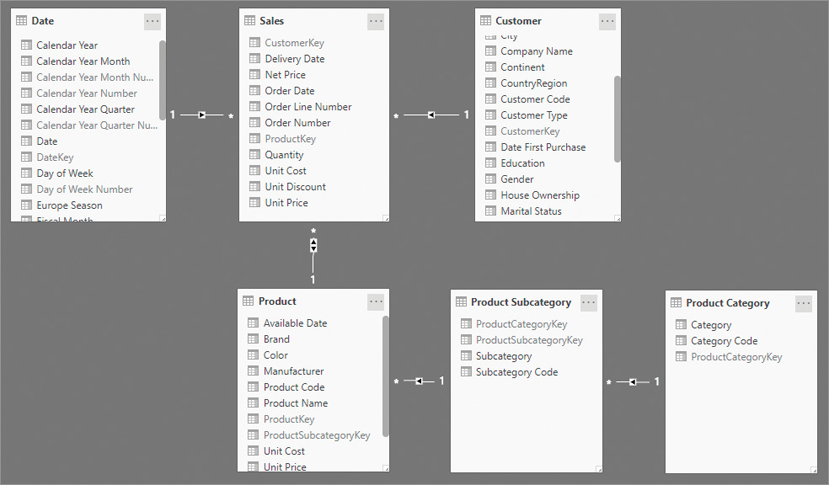 Date
Calendar Year
Calendar Year Month
Calendar Year Month Nu...
Calendar Year Number
Calendar Year Quarter
Calendar Year Quarter Nu...
Date
DateKey
Day of Week
Day of Week Number
Europe Season
Fiscal Month
1
*
Sales
CustomerKey
Delivery Date
Net Price
Order Date
Order Line Number
Order Number
ProductKey
Quantity
Unit Cost
Unit Discount
Unit Price
*
1
Customer
City
Company Name
Continent
CountryRegion
Customer Code
Customer Type
CustomerKey
Date First Purchase
Education
Gender
House Ownership
Marital Status
*
1
Product
Available Date
Brand
Color
Manufacturer
Product Code
Product Name
ProductKey
ProductSubcategoryKey
Unit Cost
Unit Price
*
1
Product Subcategory
ProductCategoryKey
ProductSubcategoryKey
Subcategory
Subcategory Code
*
1
Product Category
Category
Category Code
ProductCategoryKey